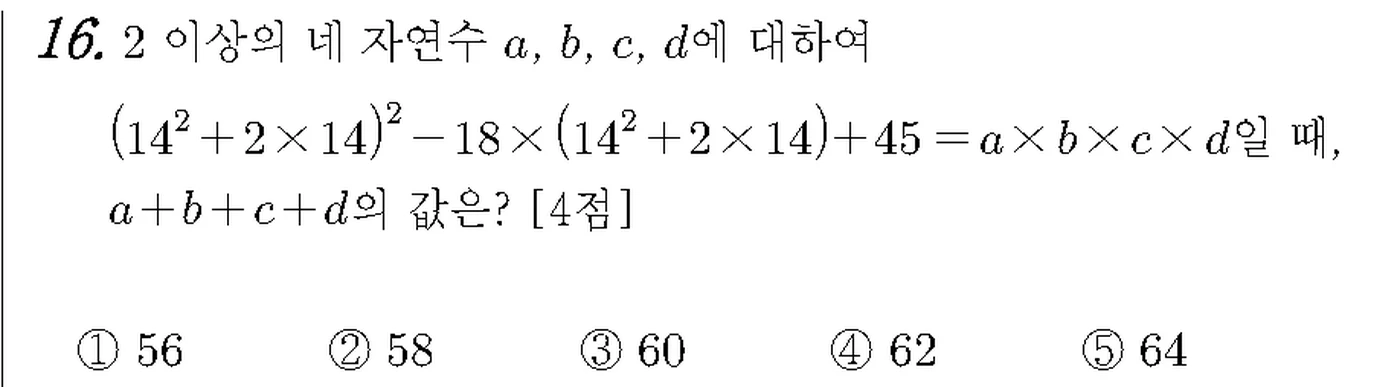 16. 2 이상의 네 자연수 a, b, c, d에 대하여
(14² + 2 × 14)² − 18 × (14² + 2 × 14) + 45 = a × b × c × d일 때,
a + b + c + d의 값은? [4점]
① 56 ② 58 ③ 60 ④ 62 ⑤ 64